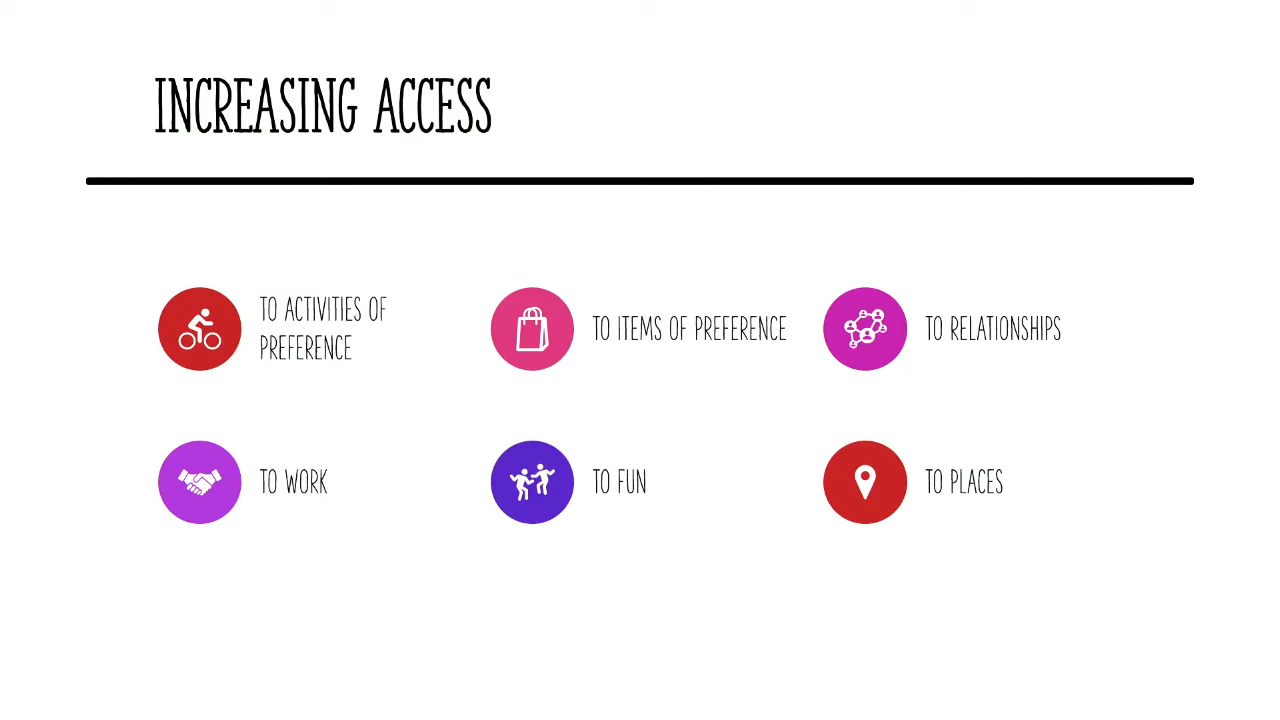 INCREASING ACCESS
TO ACTIVITIES OF
PREFERENCE
TO ITEMS OF PREFERENCE
TO RELATIONSHIPS
TO WORK
TO FUN
TO PLACES